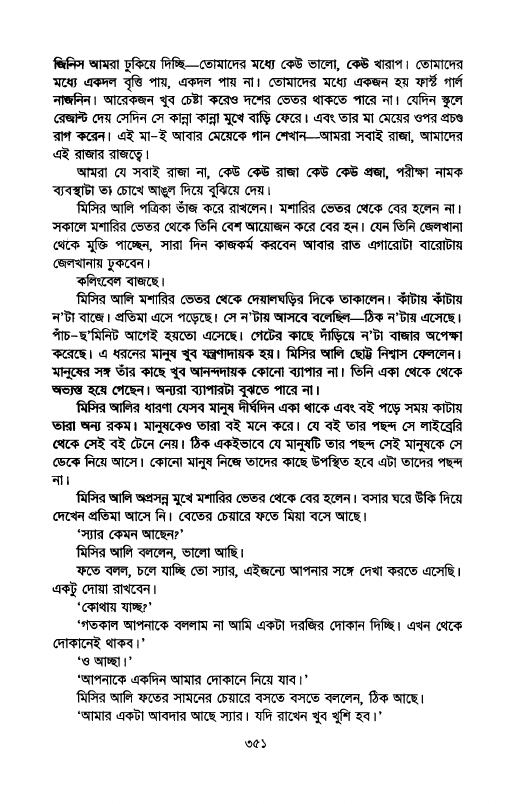 জিনিস আমরা ঢুকিয়ে দিচ্ছি—তোমাদের মধ্যে কেউ ভালো, কেউ খারাপ। তোমাদের
মধ্যে একদল বৃত্তি পায়, একদল পায় না। তোমাদের মধ্যে একজন হয় ফার্স্ট গার্ল
নাজনিন। আরেকজন খুব চেষ্টা করেও দশের ভেতর থাকতে পারে না। যেদিন স্কুলে
রেজাল্ট দেয় সেদিন সে কান্না কান্না মুখে বাড়ি ফেরে। এবং তার মা মেয়ের ওপর প্রচণ্ড
রাগ করেন। এই মা-ই আবার মেয়েকে গান শেখান—আমরা সবাই রাজা, আমাদের
এই রাজার রাজত্বে।
আমরা যে সবাই রাজা না, কেউ কেউ রাজা কেউ কেউ প্রজা, পরীক্ষা নামক
ব্যবস্থাটা তা চোখে আঙুল দিয়ে বুঝিয়ে দেয়।
মিসির আলি পত্রিকা ভাঁজ করে রাখলেন। মশারির ভেতর থেকে বের হলেন না।
সকালে মশারির ভেতর থেকে তিনি বেশ আয়োজন করে বের হন। যেন তিনি জেলখানা
থেকে মুক্তি পাচ্ছেন, সারা দিন কাজকর্ম করবেন আবার রাত এগারোটা বারোটায়
জেলখানায় ঢুকবেন।
কলিংবেল বাজছে।
মিসির আলি মশারির ভেতর থেকে দেয়ালঘড়ির দিকে তাকালেন। কাঁটায় কাঁটায়
ন'টা বাজে। প্রতিমা এসে পড়েছে। সে ন'টায় আসবে বলেছিল—ঠিক ন'টায় এসেছে।
পাঁচ-ছ'মিনিট আগেই হয়তো এসেছে। গেটের কাছে দাঁড়িয়ে ন'টা বাজার অপেক্ষা
করেছে। এ ধরনের মানুষ খুব যন্ত্রণাদায়ক হয়। মিসির আলি ছোট্ট নিশ্বাস ফেললেন।
মানুষের সঙ্গ তাঁর কাছে খুব আনন্দদায়ক কোনো ব্যাপার না। তিনি একা থেকে থেকে
অভ্যস্ত হয়ে গেছেন। অন্যরা ব্যাপারটা বুঝতে পারে না।
মিসির আলির ধারণা যেসব মানুষ দীর্ঘদিন একা থাকে এবং বই পড়ে সময় কাটায়
তারা অন্য রকম। মানুষকেও তারা বই মনে করে। যে বই তার পছন্দ সে লাইব্রেরি
থেকে সেই বই টেনে নেয়। ঠিক একইভাবে যে মানুষটি তার পছন্দ সেই মানুষকে সে
ডেকে নিয়ে আসে। কোনো মানুষ নিজে তাদের কাছে উপস্থিত হবে এটা তাদের পছন্দ
না।
মিসির আলি অপ্রসন্ন মুখে মশারির ভেতর থেকে বের হলেন। বসার ঘরে উঁকি দিয়ে
দেখেন প্রতিমা আসে নি। বেতের চেয়ারে ফতে মিয়া বসে আছে।
'স্যার কেমন আছেন?'
মিসির আলি বললেন, ভালো আছি।
ফতে বলল, চলে যাচ্ছি তো স্যার, এইজন্যে আপনার সঙ্গে দেখা করতে এসেছি।
একটু দোয়া রাখবেন।
'কোথায় যাচ্ছ?'
'গতকাল আপনাকে বললাম না আমি একটা দরজির দোকান দিচ্ছি। এখন থেকে
দোকানেই থাকব।'
'ও আচ্ছা।'
'আপনাকে একদিন আমার দোকানে নিয়ে যাব।'
মিসির আলি ফতের সামনের চেয়ারে বসতে বসতে বললেন, ঠিক আছে।
'আমার একটা আবদার আছে স্যার। যদি রাখেন খুব খুশি হব।'
৩৫১